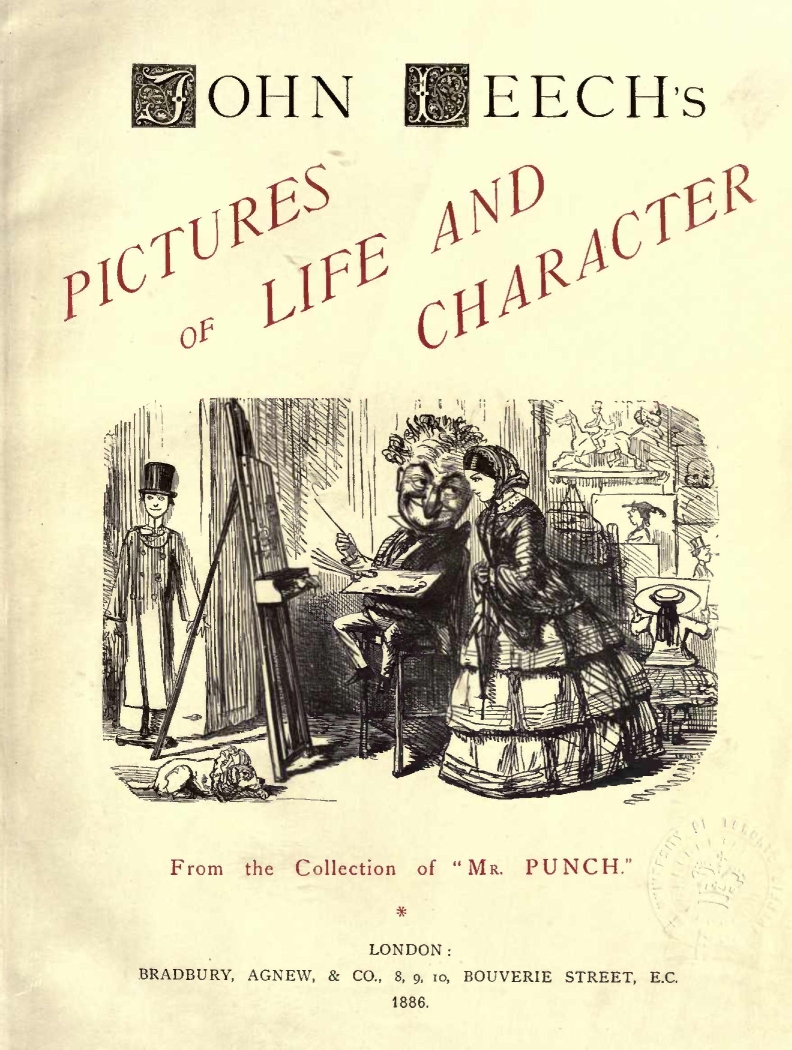 JOHN LEECH'S
PICTURES
OF LIFE AND
CHARACTER
From the Collection of "MR. PUNCH."
*
LONDON:
BRADBURY, AGNEW, & CO., 8, 9, 10, BOUVERIE STREET, E.C.
1886.